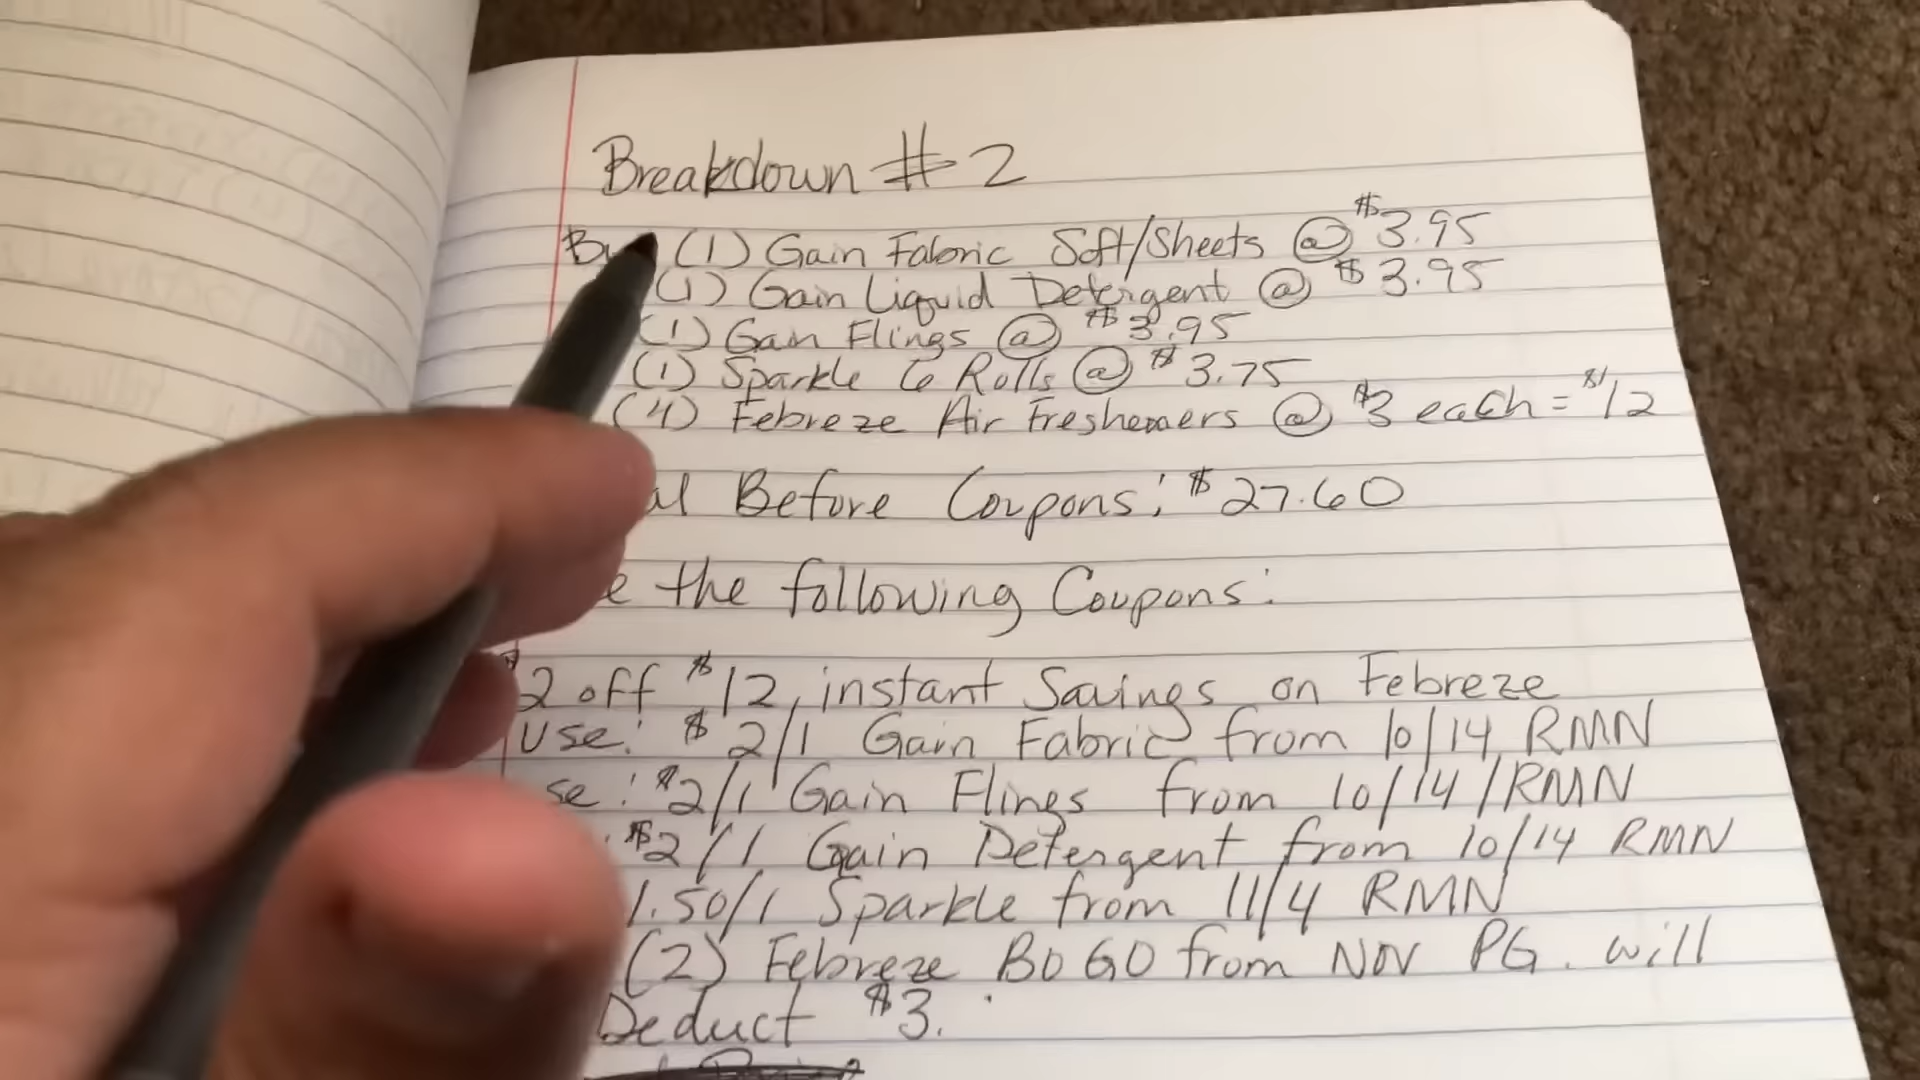 Breakdown #2
(1) Gain Fabric Soft/Sheets @ $3.95
(1) Gain Liquid Detergent @ $3.95
(1) Gain Flings @ $3.95
(1) Sparkle 6 Rolls @ $3.75
(4) Febreze Air Fresheners @ $3 each = $12
Before Coupons: $27.60
the following Coupons:
$2 off $12, instant Savings on Febreze
Use: $2/1 Gain Fabric from 10/14 RMN
$2/1 Gain Flings from 10/14/RMN
$2/1 Gain Detergent from 10/14 RMN
1.50/1 Sparkle from 11/4 RMN
(2) Febreze BOGO from Nov PG. will
Deduct $3.